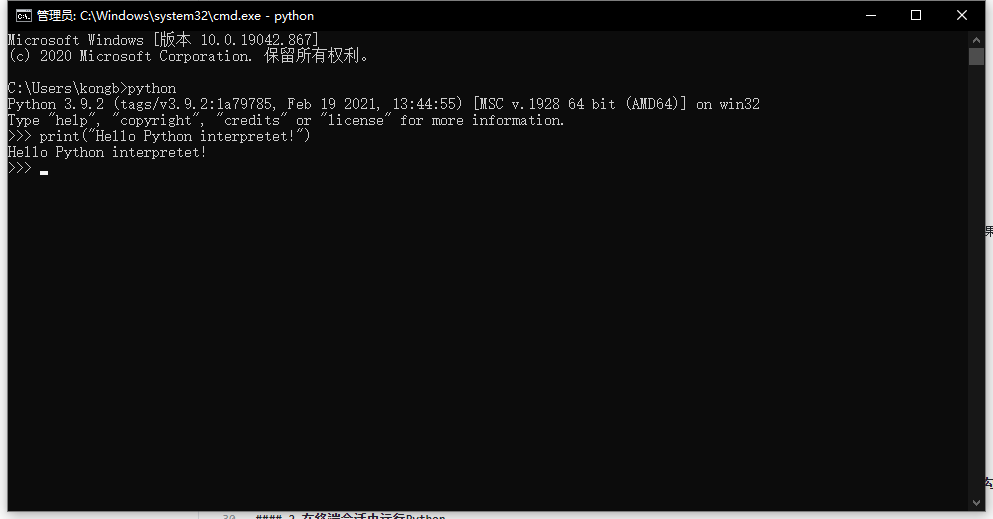 管理员: C:\Windows\system32\cmd.exe - python
Microsoft Windows [版本 10.0.19042.867]
(c) 2020 Microsoft Corporation. 保留所有权利。
C:\Users\kongb>python
Python 3.9.2 (tags/v3.9.2:1a79785, Feb 19 2021, 13:44:55) [MSC v.1928 64 bit (AMD64)] on win32
Type "help", "copyright", "credits" or "license" for more information.
>>> print("Hello Python interpretet!")
Hello Python interpretet!
>>>
30 #### 2.在终端会话中运行Python